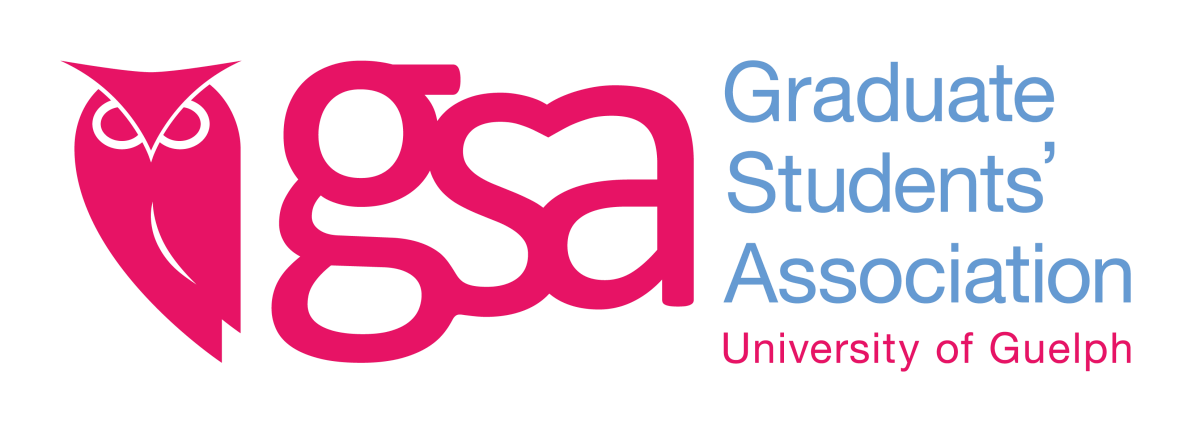 gsa
Graduate
Students’
Association
University of Guelph